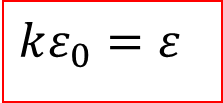 kε₀ = ε